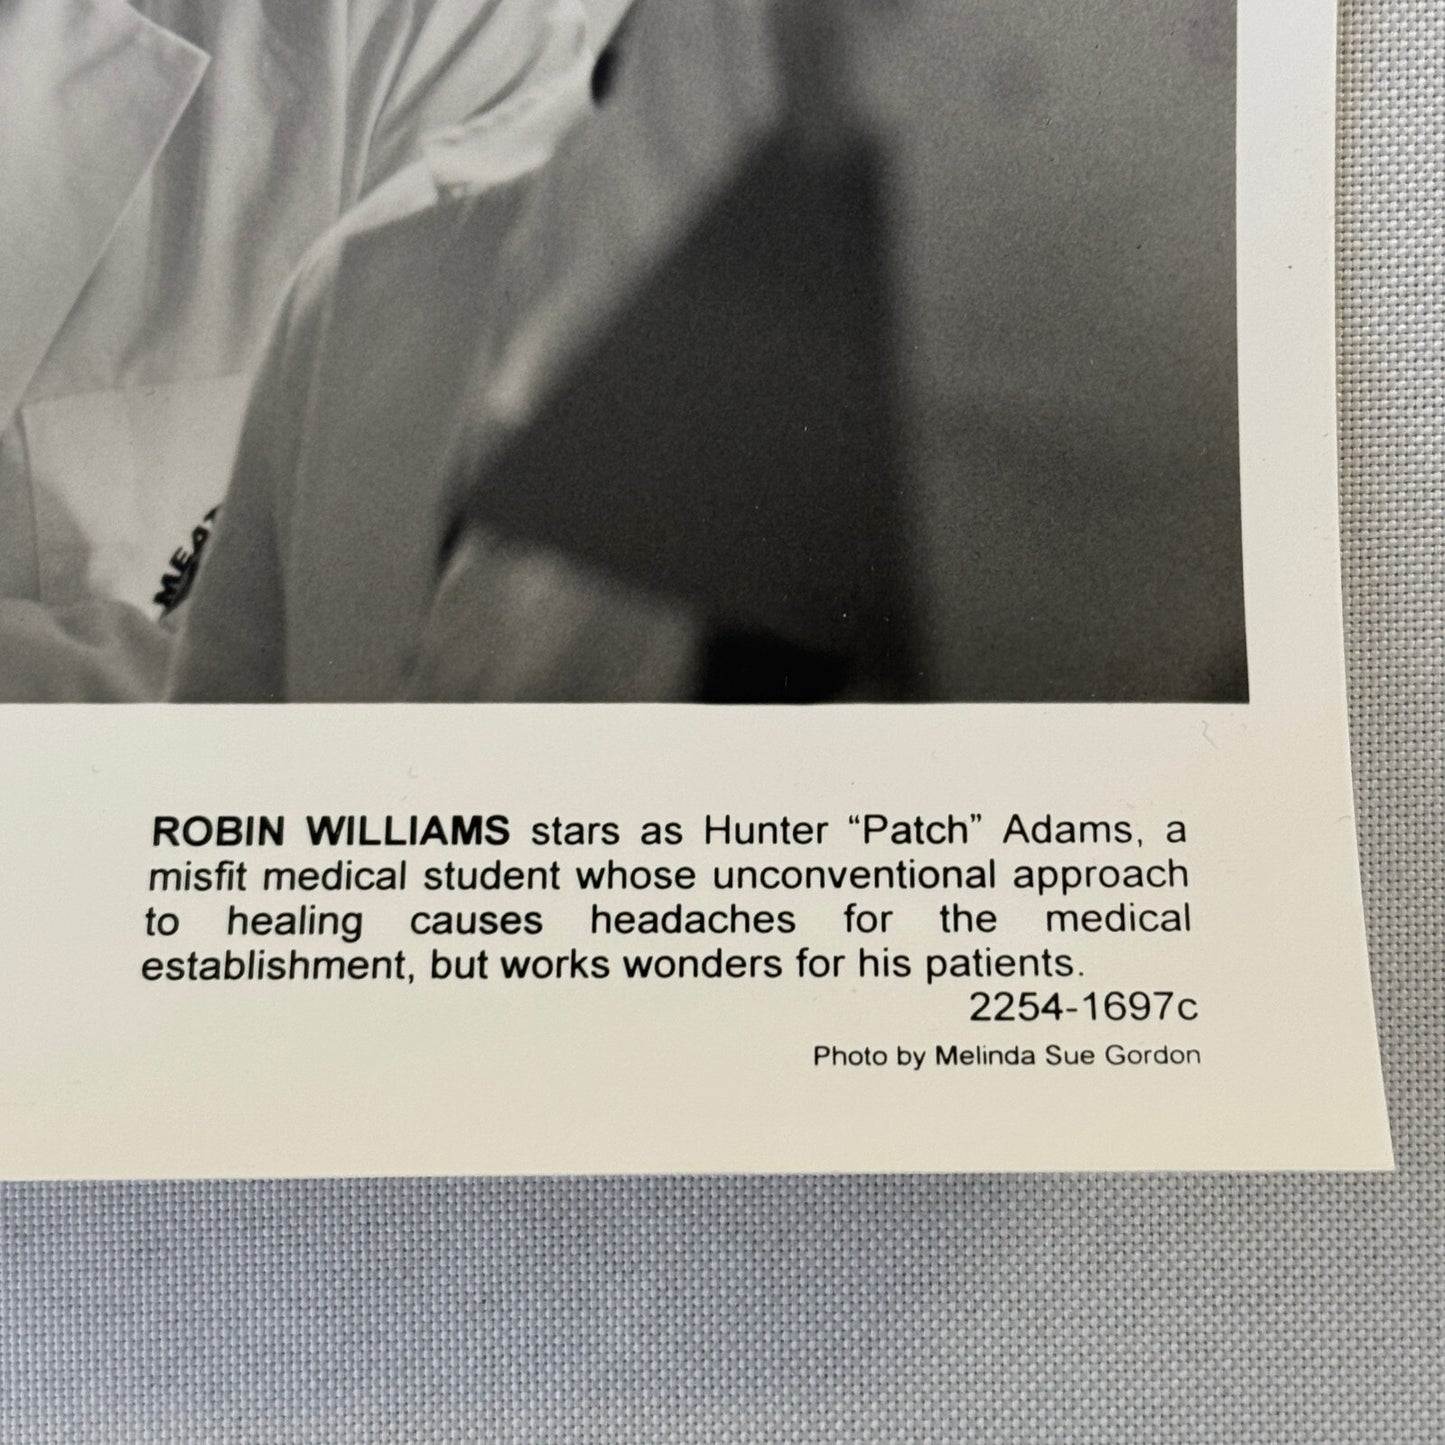 ME
ROBIN WILLIAMS stars as Hunter “Patch” Adams, a
misfit medical student whose unconventional approach
to healing causes headaches for the medical
establishment, but works wonders for his patients.
2254-1697c
Photo by Melinda Sue Gordon